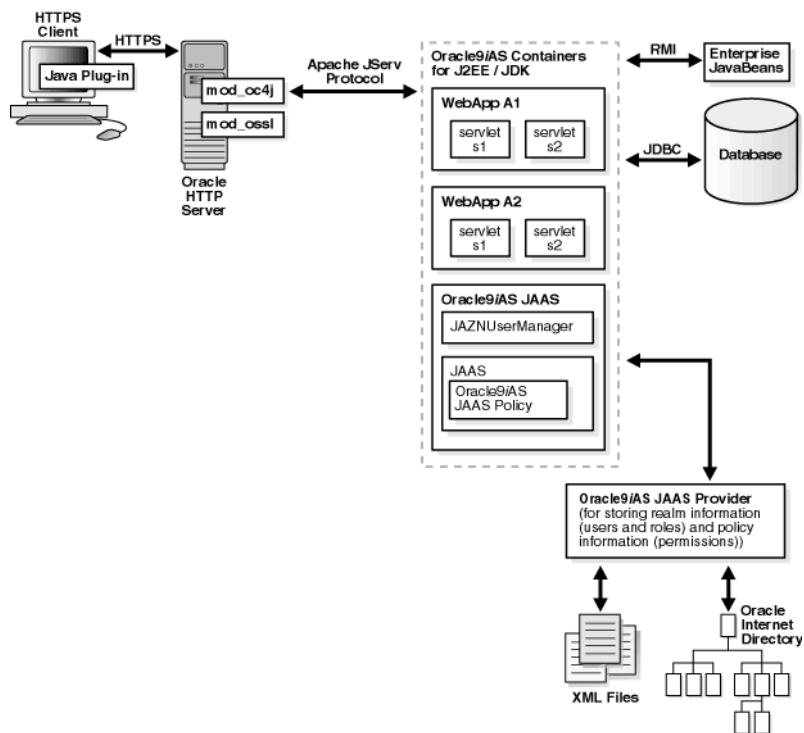 HTTPS
Client
HTTPS
Java Plug-in
mod_oc4j
mod_ossl
Oracle
HTTP
Server
Apache JServ
Protocol
Oracle9iAS Containers
for J2EE / JDK
WebApp A1
servlet
s1
servlet
s2
WebApp A2
servlet
s1
servlet
s2
Oracle9iAS JAAS
JAZNUserManager
JAAS
Oracle9iAS
JAAS Policy
RMI
Enterprise
JavaBeans
JDBC
Database
Oracle9iAS JAAS Provider
(for storing realm information
(users and roles) and policy
information (permissions))
XML Files
Oracle
Internet
Directory